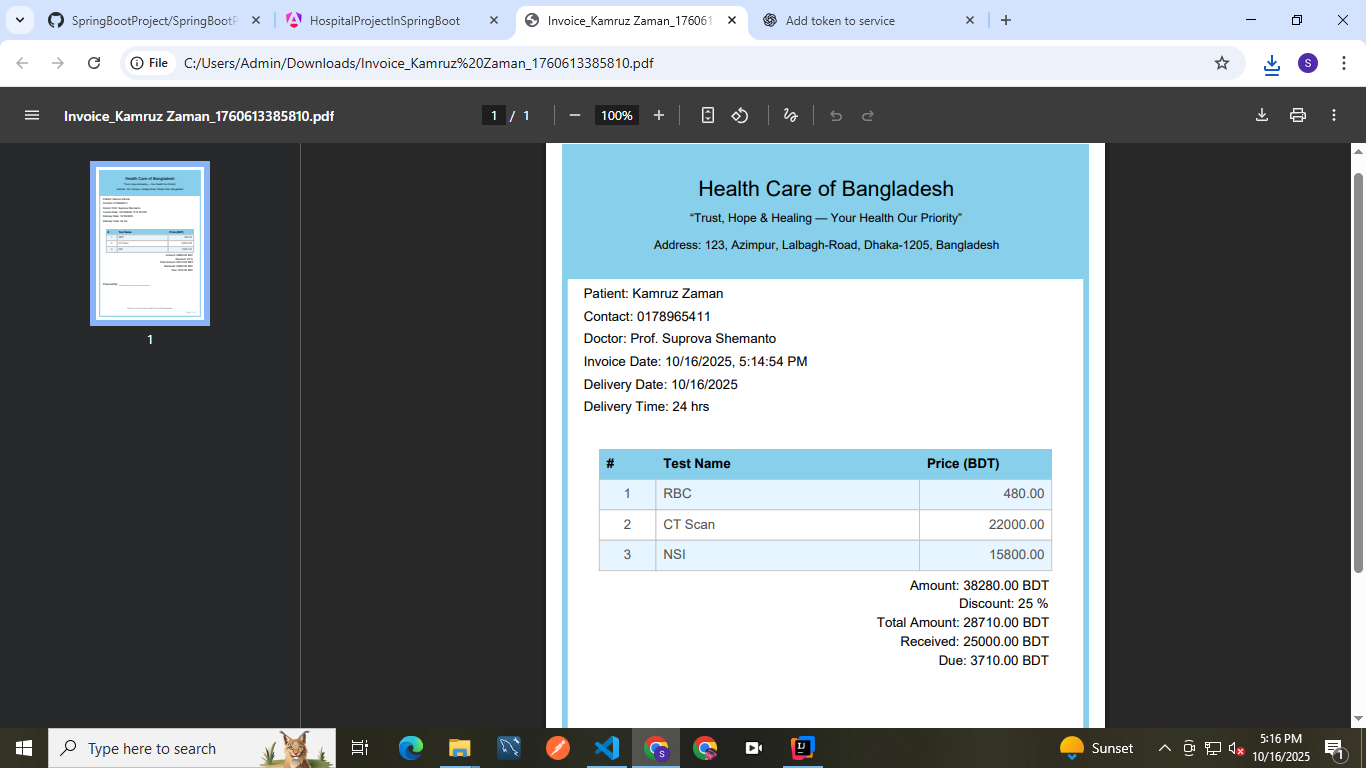 SpringBootProject/SpringBootP
HospitalProjectInSpringBoot
Invoice_Kamruz Zaman_176061
Add token to service
File
C:/Users/Admin/Downloads/Invoice_Kamruz%20Zaman_1760613385810.pdf
S
Invoice_Kamruz Zaman_1760613385810.pdf
1 / 1
100%
1
Health Care of Bangladesh
“Trust, Hope & Healing — Your Health Our Priority”
Address: 123, Azimpur, Lalbagh-Road, Dhaka-1205, Bangladesh
Patient: Kamruz Zaman
Contact: 0178965411
Doctor: Prof. Suprova Shemanto
Invoice Date: 10/16/2025, 5:14:54 PM
Delivery Date: 10/16/2025
Delivery Time: 24 hrs
# Test Name Price (BDT)
1 RBC 480.00
2 CT Scan 22000.00
3 NSI 15800.00
Amount: 38280.00 BDT
Discount: 25 %
Total Amount: 28710.00 BDT
Received: 25000.00 BDT
Due: 3710.00 BDT
Type here to search
Sunset
5:16 PM
10/16/2025
1